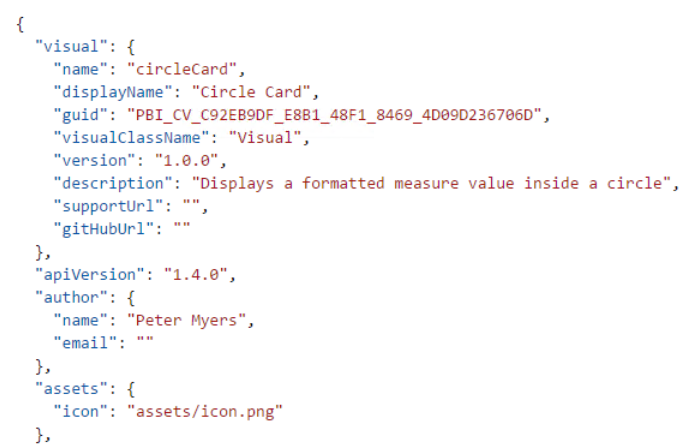 {
"visual": {
"name": "circleCard",
"displayName": "Circle Card",
"guid": "PBI_CV_C92EB9DF_E8B1_48F1_8469_4D09D236706D",
"visualClassName": "Visual",
"version": "1.0.0",
"description": "Displays a formatted measure value inside a circle",
"supportUrl": "",
"gitHubUrl": ""
},
"apiVersion": "1.4.0",
"author": {
"name": "Peter Myers",
"email": ""
},
"assets": {
"icon": "assets/icon.png"
},